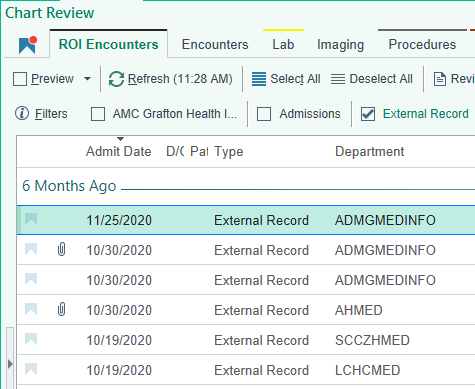 Chart Review
ROI Encounters Encounters Lab Imaging Procedures
Preview Refresh (11:28 AM) Select All Deselect All Revi
Filters AMC Grafton Health I... Admissions External Record
Admit Date D/C Pat Type Department
6 Months Ago
11/25/2020 External Record ADMGMEDINFO
10/30/2020 External Record ADMGMEDINFO
10/30/2020 External Record ADMGMEDINFO
10/30/2020 External Record AHMED
10/19/2020 External Record SCCZHMED
10/19/2020 External Record LCHCMED